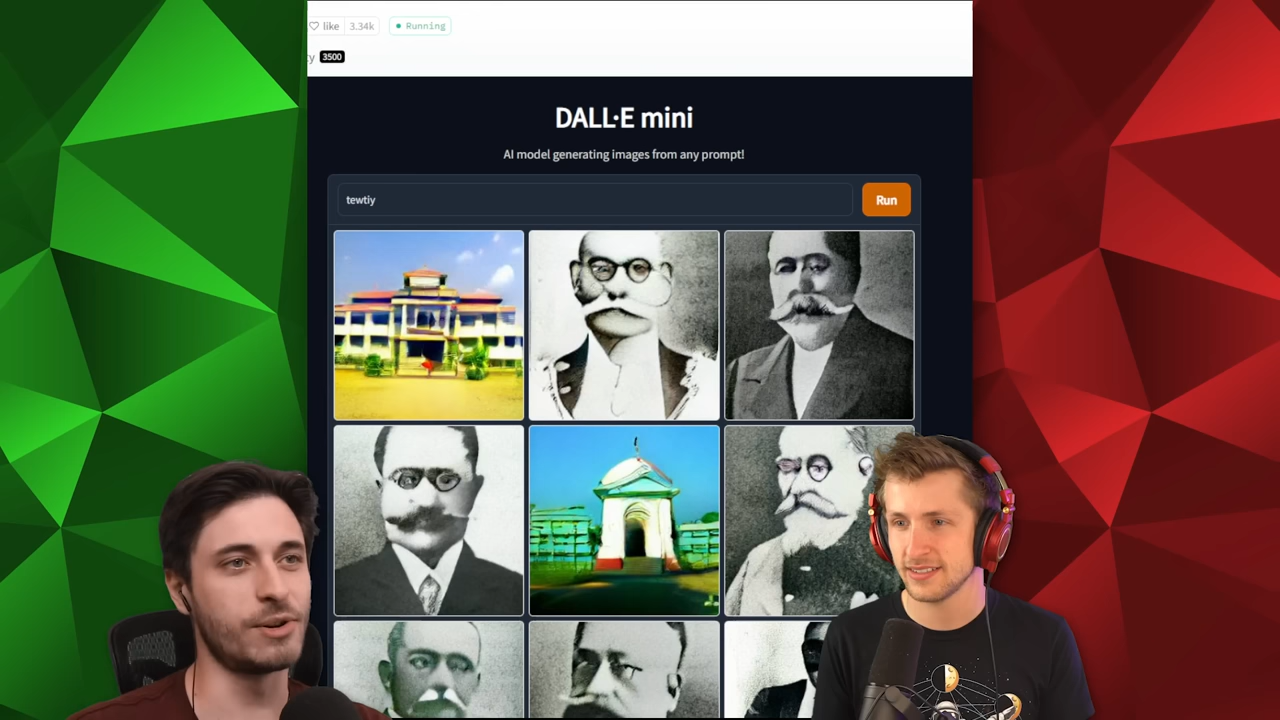 like 3.34k Running
3500
DALL·E mini
AI model generating images from any prompt!
tewtiy
Run